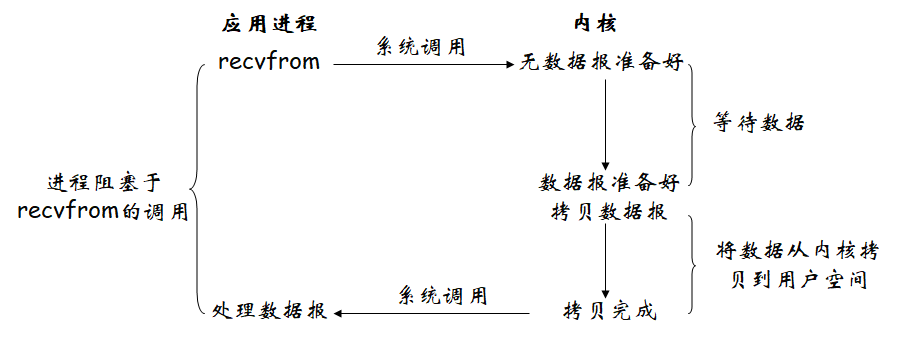 应用进程
内核
recvfrom
系统调用
无数据报准备好
等待数据
进程阻塞于
recvfrom的调用
数据报准备好
拷贝数据报
将数据从内核拷
贝到用户空间
处理数据报
系统调用
拷贝完成